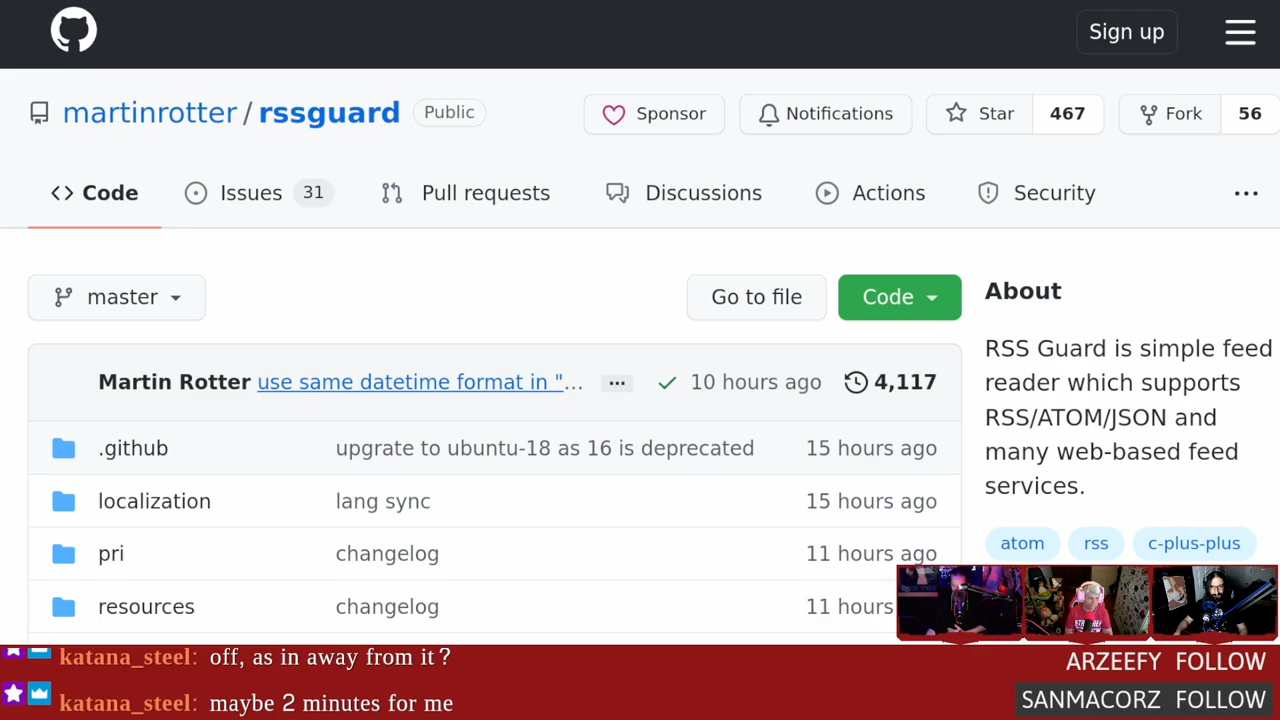 Sign up
martinrotter / rssguard Public
Sponsor
Notifications
Star 467
Fork 56
Code
Issues 31
Pull requests
Discussions
Actions
Security
master
Go to file
Code
About
RSS Guard is simple feed
reader which supports
RSS/ATOM/JSON and
many web-based feed
services.
atom rss c-plus-plus
Martin Rotter use same datetime format in "... 10 hours ago 4,117
.github upgrate to ubuntu-18 as 16 is deprecated 15 hours ago
localization lang sync 15 hours ago
pri changelog 11 hours ago
resources changelog 11 hours
katana_steel: off, as in away from it?
katana_steel: maybe 2 minutes for me
ARZEEFY FOLLOW
SANMACORZ FOLLOW